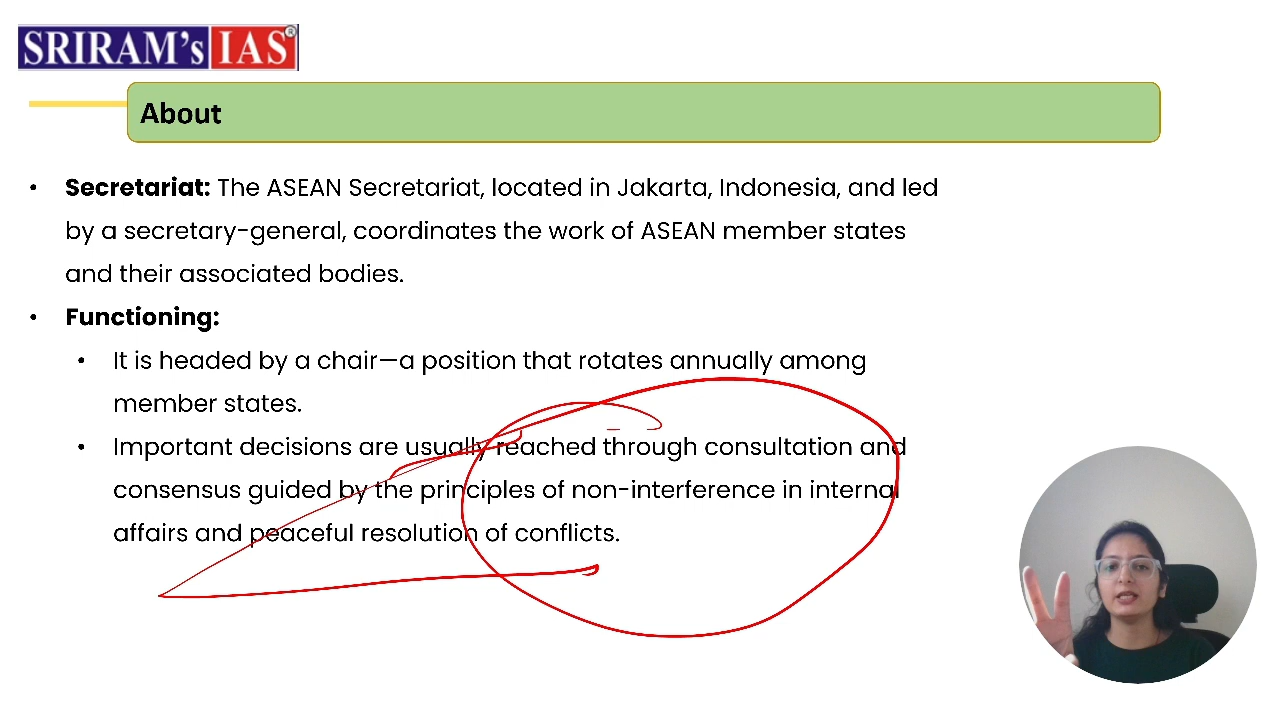 SRIRAM's IAS®
About
• Secretariat: The ASEAN Secretariat, located in Jakarta, Indonesia, and led
by a secretary-general, coordinates the work of ASEAN member states
and their associated bodies.
• Functioning:
• It is headed by a chair—a position that rotates annually among
member states.
• Important decisions are usually reached through consultation and
consensus guided by the principles of non-interference in internal
affairs and peaceful resolution of conflicts.